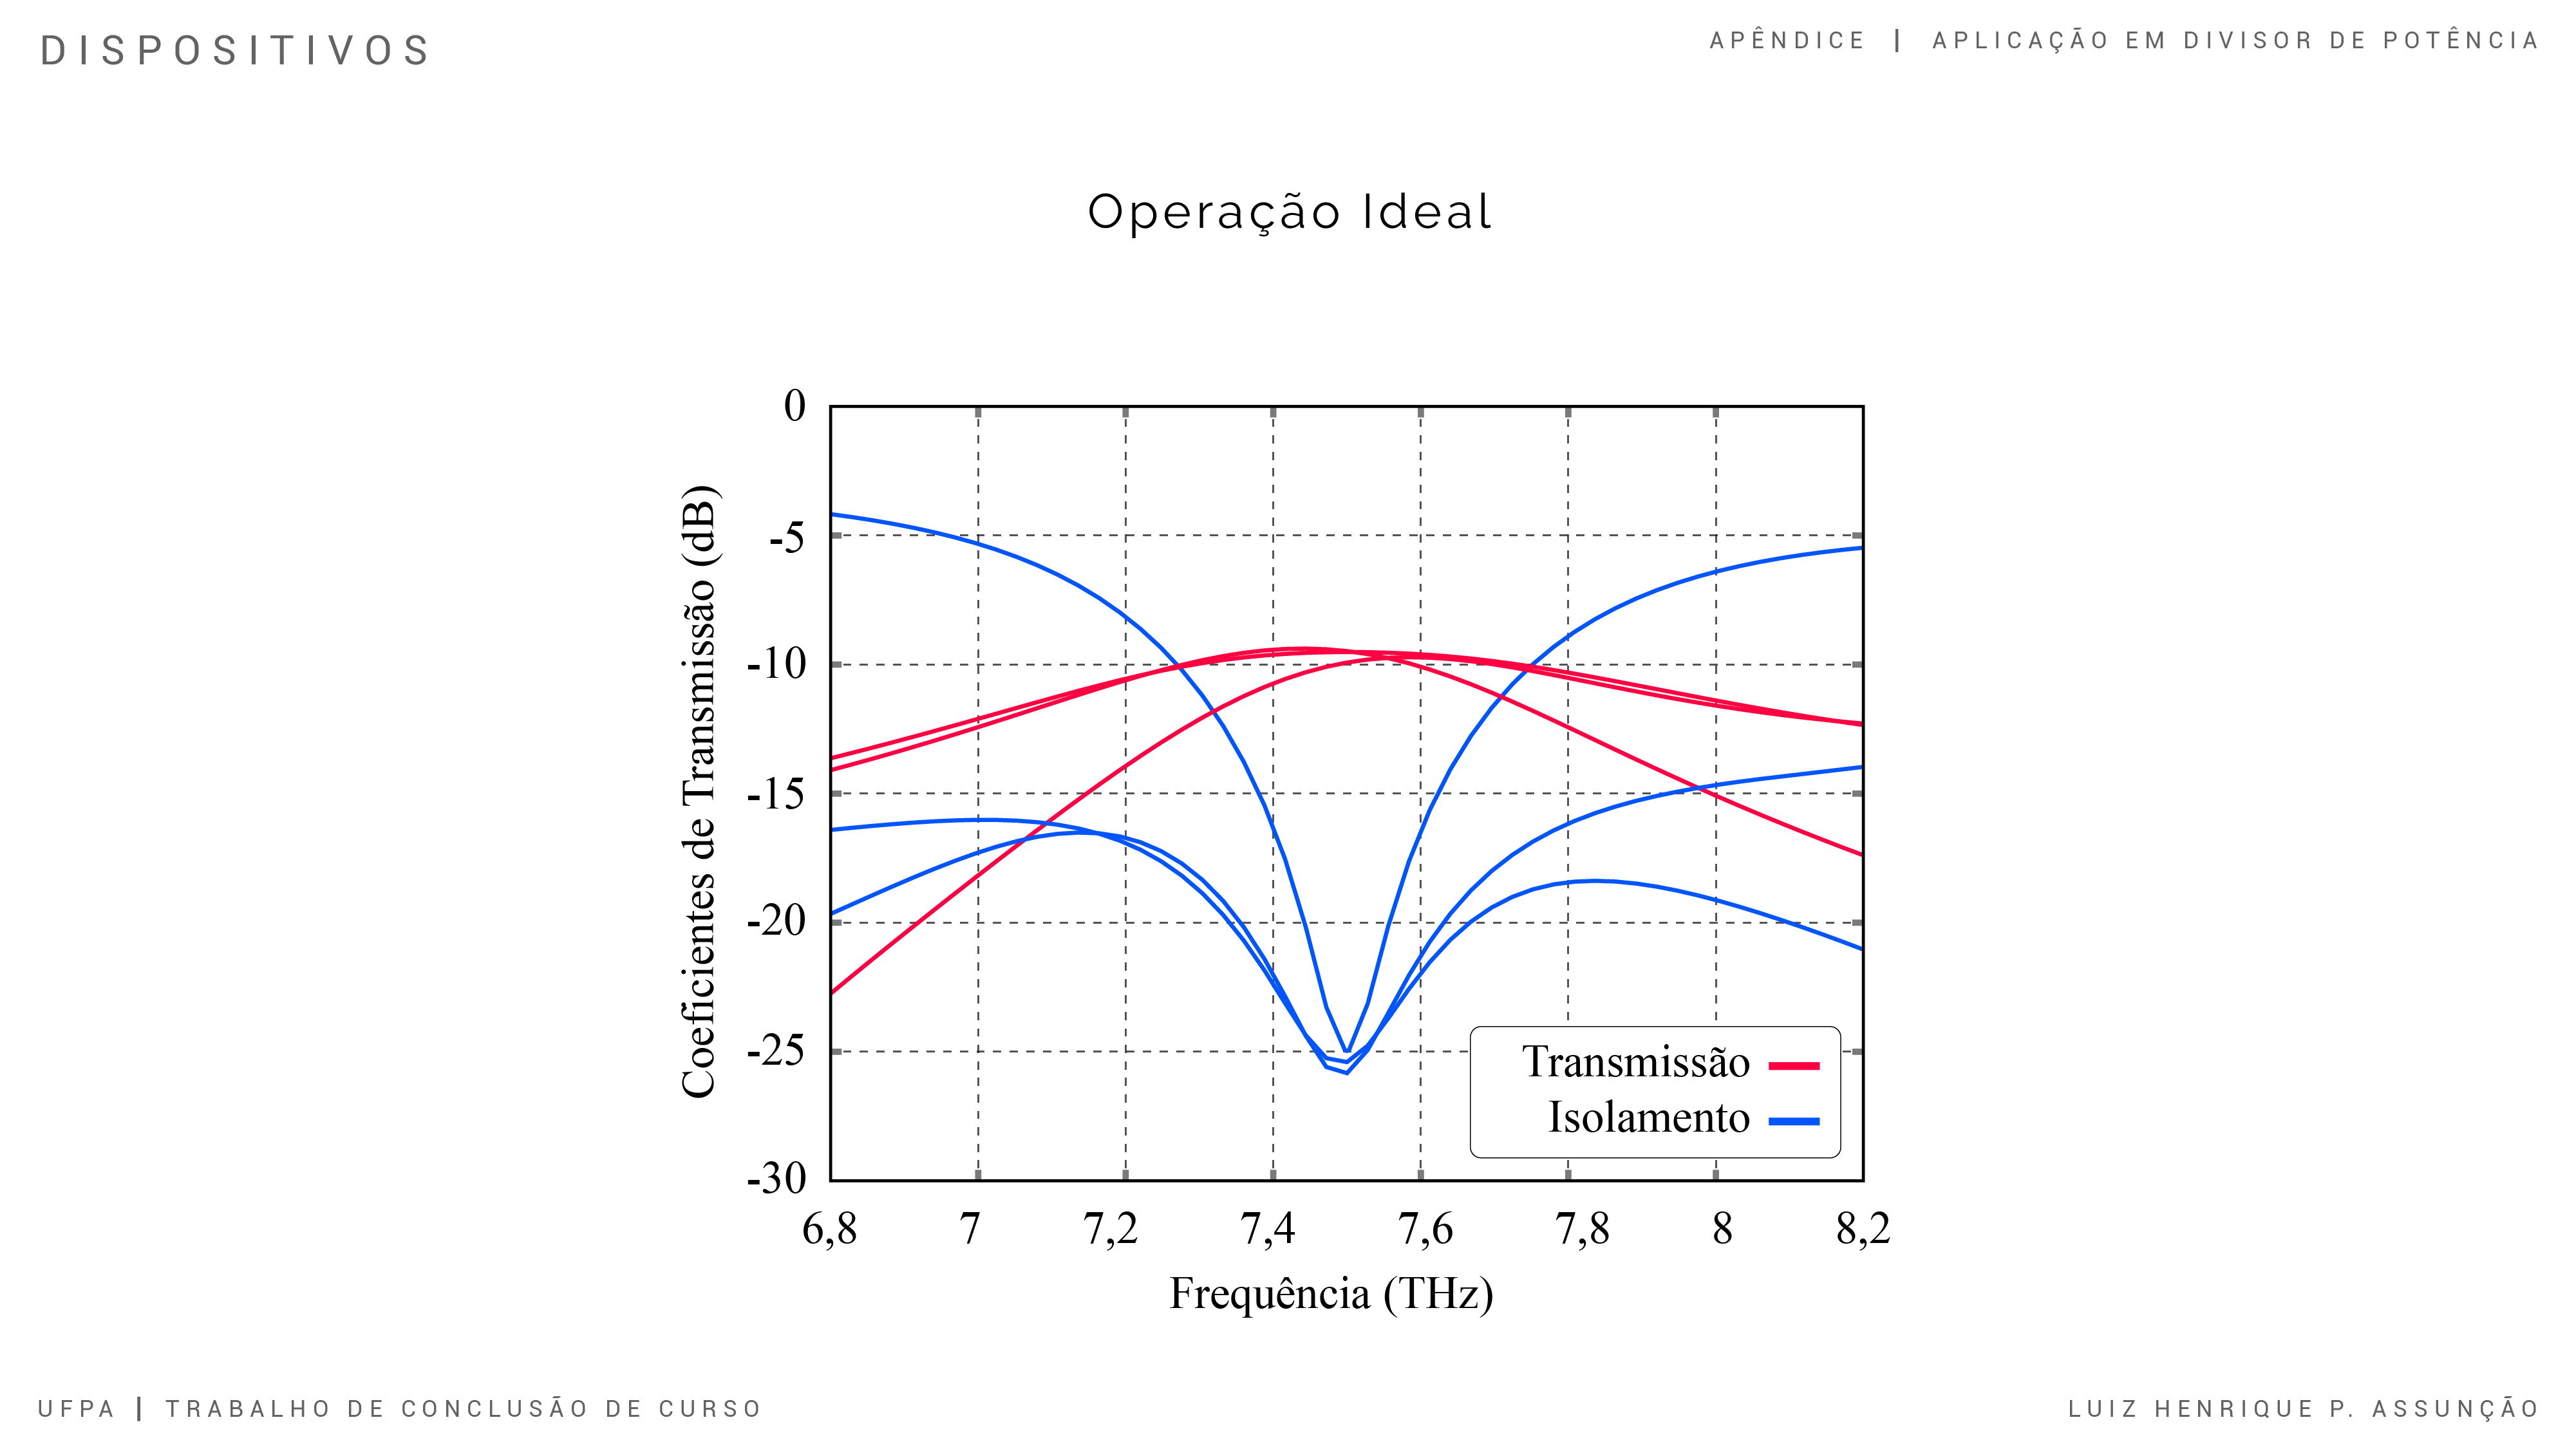 DISPOSITIVOS
APÊNDICE | APLICAÇÃO EM DIVISOR DE POTÊNCIA
Operação Ideal
0
-5
-10
-15
-20
-25
-30
Coeficientes de Transmissão (dB)
Transmissão
Isolamento
6,8 7 7,2 7,4 7,6 7,8 8 8,2
Frequência (THz)
UFPA | TRABALHO DE CONCLUSÃO DE CURSO
LUIZ HENRIQUE P. ASSUNÇÃO